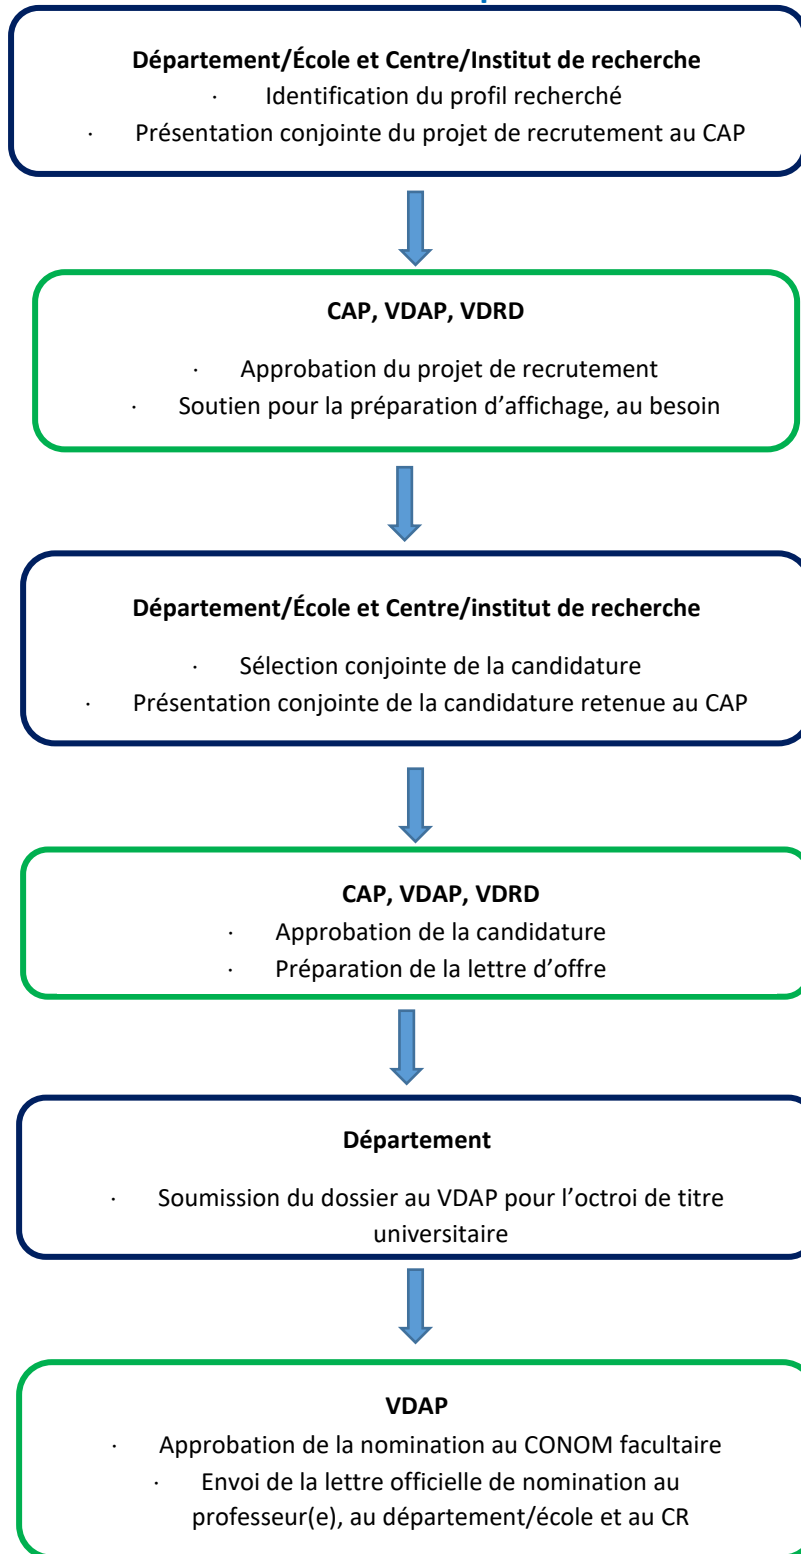 Département/École et Centre/Institut de recherche
· Identification du profil recherché
· Présentation conjointe du projet de recrutement au CAP
CAP, VDAP, VDRD
· Approbation du projet de recrutement
· Soutien pour la préparation d’affichage, au besoin
Département/École et Centre/institut de recherche
· Sélection conjointe de la candidature
· Présentation conjointe de la candidature retenue au CAP
CAP, VDAP, VDRD
· Approbation de la candidature
· Préparation de la lettre d’offre
Département
· Soumission du dossier au VDAP pour l’octroi de titre
universitaire
VDAP
· Approbation de la nomination au CONOM facultaire
· Envoi de la lettre officielle de nomination au
professeur(e), au département/école et au CR